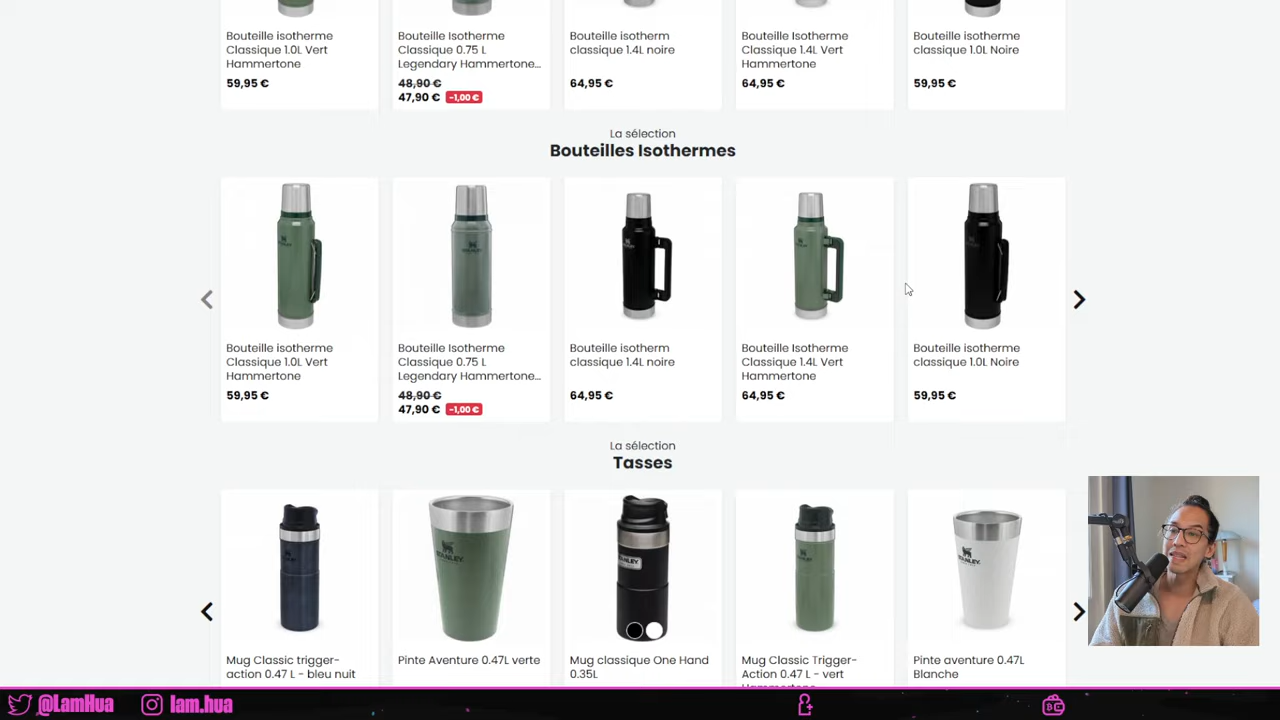 Bouteille isotherme
Classique 1.0L Vert
Hammertone
59,95 €
Bouteille Isotherme
Classique 0.75 L
Legendary Hammertone...
48,90 €
47,90 € -1,00 €
Bouteille isotherm
classique 1.4L noire
64,95 €
Bouteille Isotherme
Classique 1.4L Vert
Hammertone
64,95 €
Bouteille isotherme
classique 1.0L Noire
59,95 €
La sélection
Bouteilles Isothermes
Bouteille isotherme
Classique 1.0L Vert
Hammertone
59,95 €
STANLEY
Bouteille Isotherme
Classique 0.75 L
Legendary Hammertone...
48,90 €
47,90 € -1,00 €
Bouteille isotherm
classique 1.4L noire
64,95 €
Bouteille Isotherme
Classique 1.4L Vert
Hammertone
64,95 €
Bouteille isotherme
classique 1.0L Noire
59,95 €
La sélection
Tasses
Mug Classic trigger-
action 0.47 L - bleu nuit
STANLEY
Pinte Aventure 0.47L verte
STANLEY
Mug classique One Hand
0.35L
Mug Classic Trigger-
Action 0.47 L - vert
Hammertone
STANLEY
Pinte aventure 0.47L
Blanche
@LamHua
lam.hua